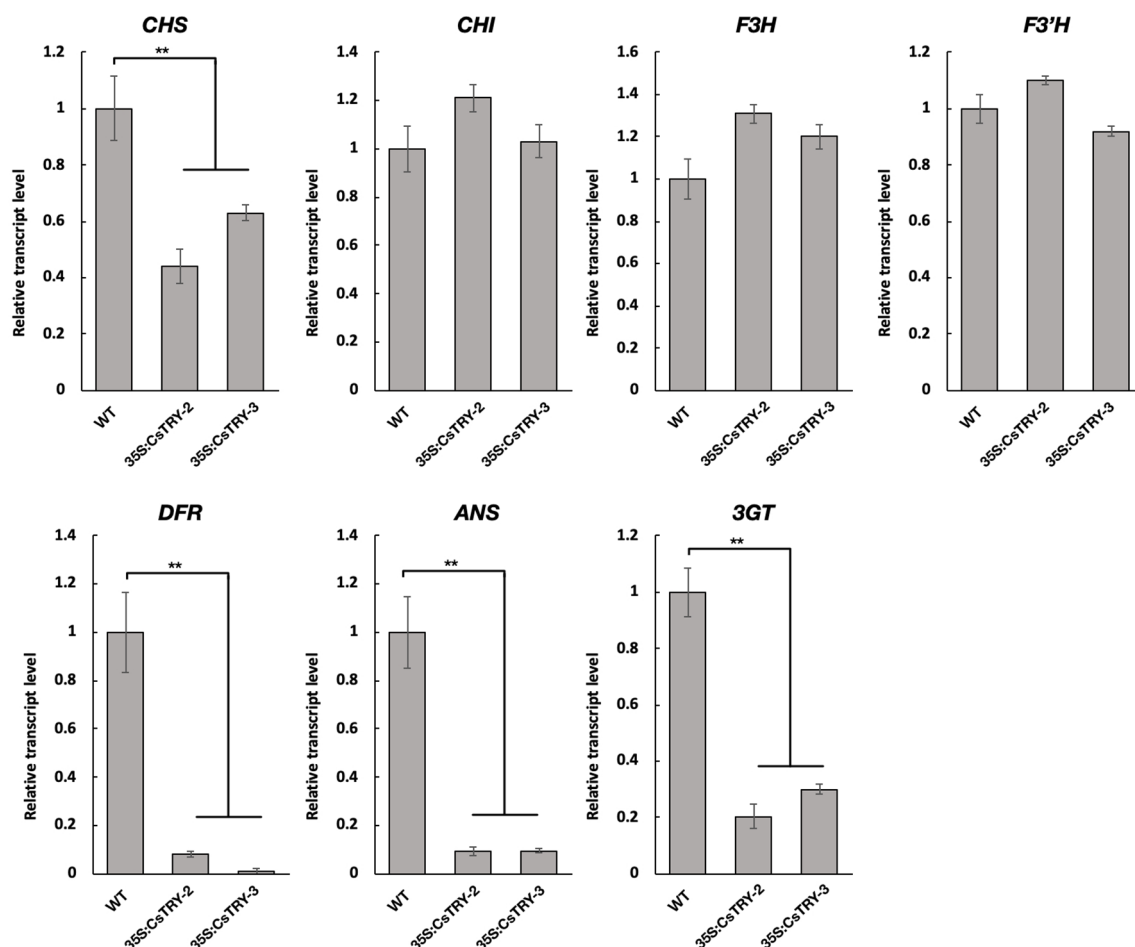 CHS
Relative transcript level
1.2
1
0.8
0.6
0.4
0.2
0
**
WT
35S:CsTRY-2
35S:CsTRY-3
CHI
Relative transcript level
1.4
1.2
1
0.8
0.6
0.4
0.2
0
WT
35S:CsTRY-2
35S:CsTRY-3
F3H
Relative transcript level
1.6
1.4
1.2
1
0.8
0.6
0.4
0.2
0
WT
35S:CsTRY-2
35S:CsTRY-3
F3'H
Relative transcript level
1.2
1
0.8
0.6
0.4
0.2
0
WT
35S:CsTRY-2
35S:CsTRY-3
DFR
Relative transcript level
1.4
1.2
1
0.8
0.6
0.4
0.2
0
**
WT
35S:CsTRY-2
35S:CsTRY-3
ANS
Relative transcript level
1.4
1.2
1
0.8
0.6
0.4
0.2
0
**
WT
35S:CsTRY-2
35S:CsTRY-3
3GT
Relative transcript level
1.2
1
0.8
0.6
0.4
0.2
0
**
WT
35S:CsTRY-2
35S:CsTRY-3